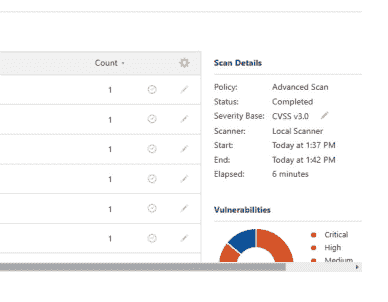 Count
Scan Details
1
Policy: Advanced Scan
Status: Completed
1
Severity Base: CVSS v3.0
Scanner: Local Scanner
1
Start: Today at 1:37 PM
End: Today at 1:42 PM
1
Elapsed: 6 minutes
1
Vulnerabilities
1
Critical
High
Medium